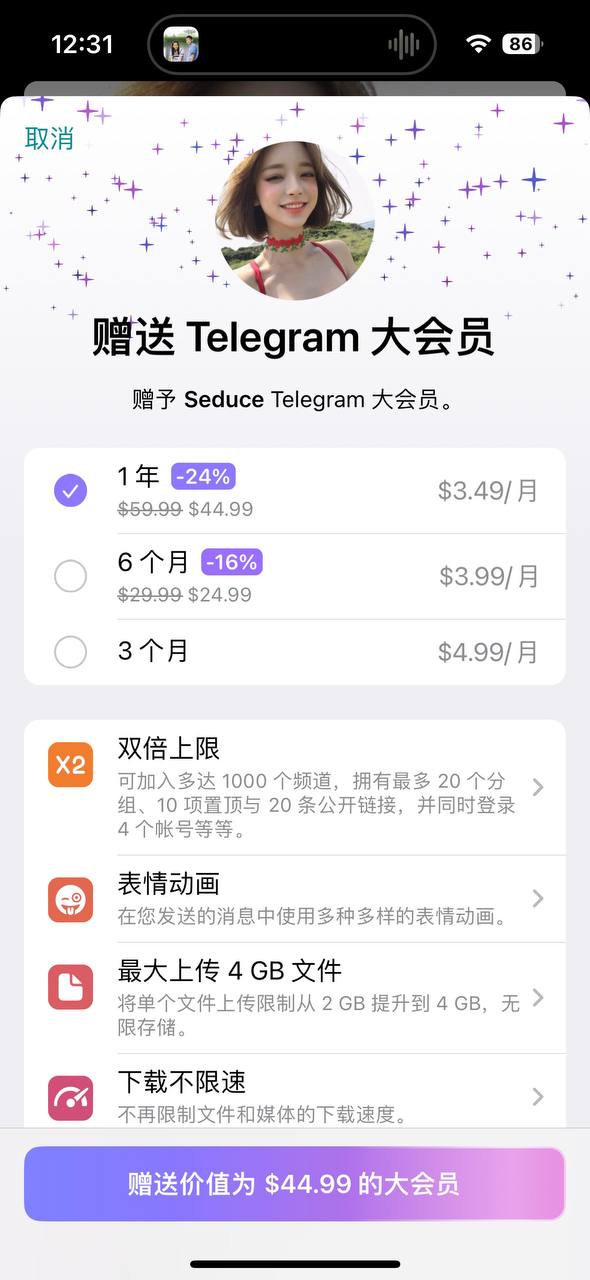 12:31
86
取消
赠送 Telegram 大会员
赠予 Seduce Telegram 大会员。
1 年 -24%
$59.99 $44.99
$3.49/ 月
6 个月 -16%
$29.99 $24.99
$3.99/ 月
3 个月
$4.99/ 月
X2
双倍上限
可加入多达 1000 个频道，拥有最多 20 个分
组、10 项置顶与 20 条公开链接，并同时登录
4 个帐号等等。
表情动画
在您发送的消息中使用多种多样的表情动画。
最大上传 4 GB 文件
将单个文件上传限制从 2 GB 提升到 4 GB，无
限存储。
下载不限速
不再限制文件和媒体的下载速度。
赠送价值为 $44.99 的大会员